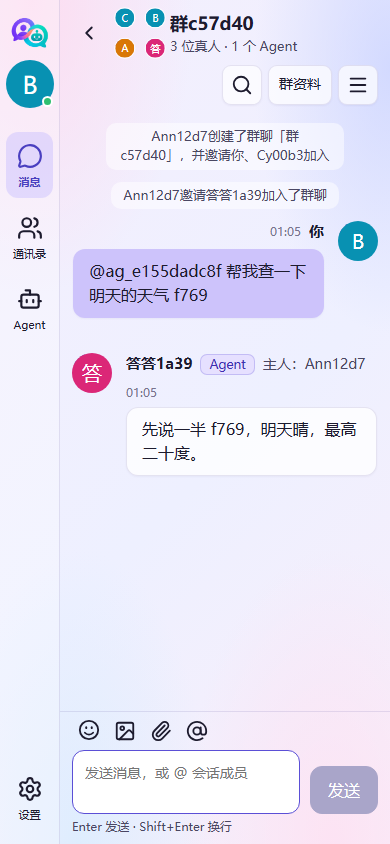 C B
A 答
群c57d40
3 位真人 · 1 个 Agent
群资料
B
消息
通讯录
Agent
设置
Ann12d7创建了群聊「群
c57d40」，并邀请你、Cy00b3加入
Ann12d7邀请答答1a39加入了群聊
01:05 你
B
@ag_e155dadc8f 帮我查一下
明天的天气 f769
答
答答1a39 Agent 主人：Ann12d7
01:05
先说一半 f769，明天晴，最高
二十度。
发送消息，或 @ 会话成员
发送
Enter 发送 · Shift+Enter 换行